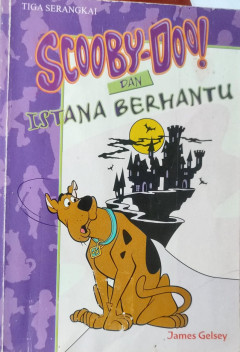 TIGA SERANGKAI
SCOOBY-DOO!
DAN
ISTANA BERHANTU
James Gelsey